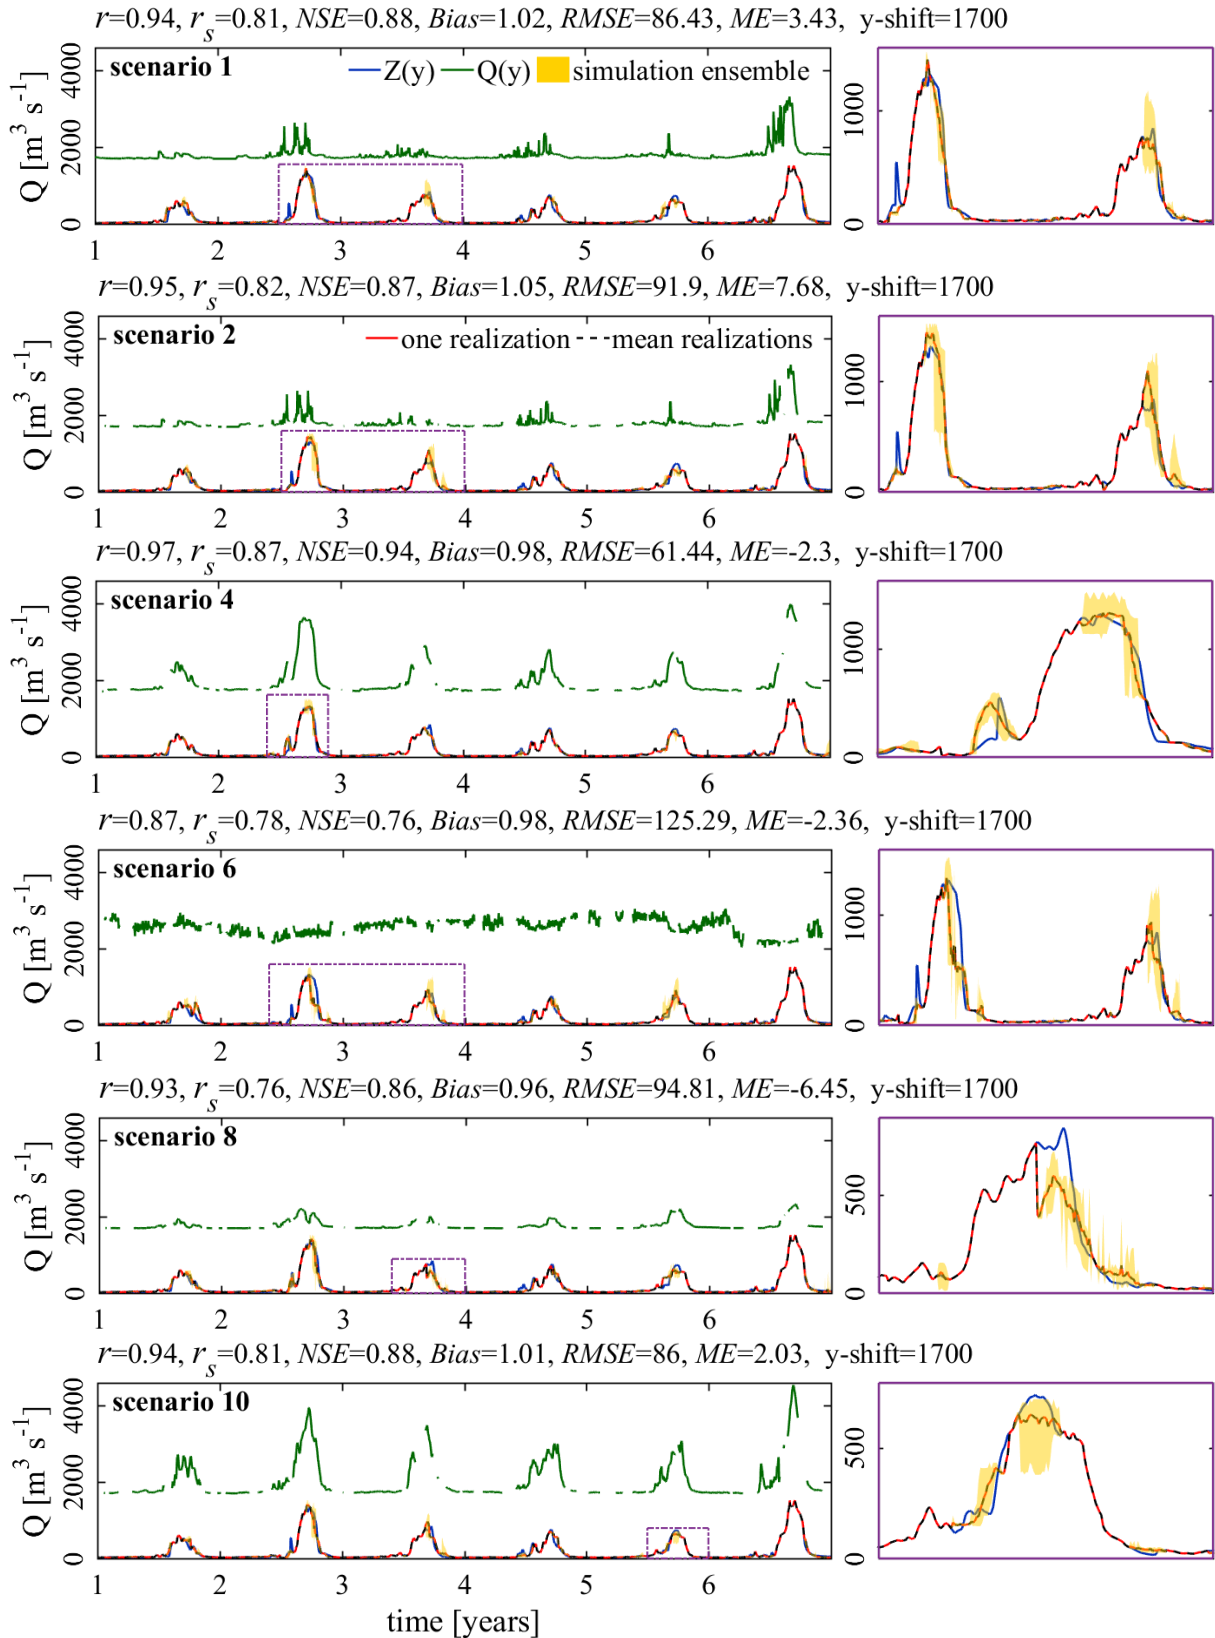 r=0.94, r_s=0.81, NSE=0.88, Bias=1.02, RMSE=86.43, ME=3.43, y-shift=1700
scenario 1
Z(y) Q(y) simulation ensemble
Q [m³ s⁻¹]
4000
2000
0
1 2 3 4 5 6
1000
0
r=0.95, r_s=0.82, NSE=0.87, Bias=1.05, RMSE=91.9, ME=7.68, y-shift=1700
scenario 2
one realization mean realizations
Q [m³ s⁻¹]
4000
2000
0
1 2 3 4 5 6
1000
0
r=0.97, r_s=0.87, NSE=0.94, Bias=0.98, RMSE=61.44, ME=-2.3, y-shift=1700
scenario 4
Q [m³ s⁻¹]
4000
2000
0
1 2 3 4 5 6
1000
0
r=0.87, r_s=0.78, NSE=0.76, Bias=0.98, RMSE=125.29, ME=-2.36, y-shift=1700
scenario 6
Q [m³ s⁻¹]
4000
2000
0
1 2 3 4 5 6
1000
0
r=0.93, r_s=0.76, NSE=0.86, Bias=0.96, RMSE=94.81, ME=-6.45, y-shift=1700
scenario 8
Q [m³ s⁻¹]
4000
2000
0
1 2 3 4 5 6
500
0
r=0.94, r_s=0.81, NSE=0.88, Bias=1.01, RMSE=86, ME=2.03, y-shift=1700
scenario 10
Q [m³ s⁻¹]
4000
2000
0
1 2 3 4 5 6
500
0
time [years]